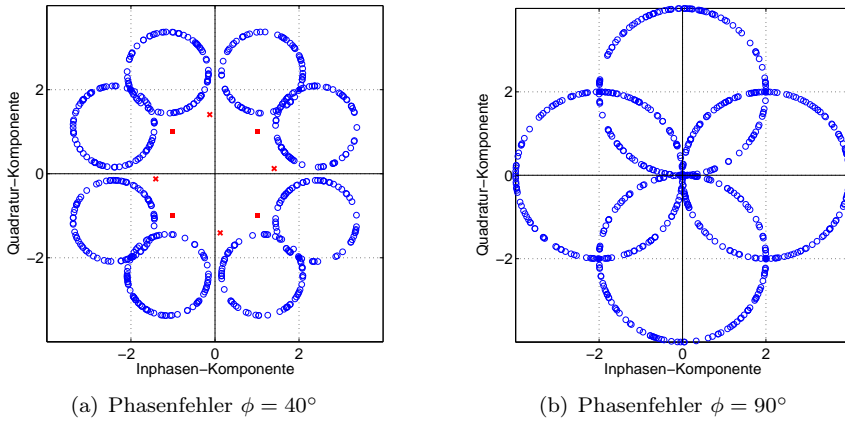 Quadratur−Komponente
2
0
−2
−2
0
2
Inphasen−Komponente
(a) Phasenfehler ϕ = 40°
Quadratur−Komponente
2
0
−2
−2
0
2
Inphasen−Komponente
(b) Phasenfehler ϕ = 90°